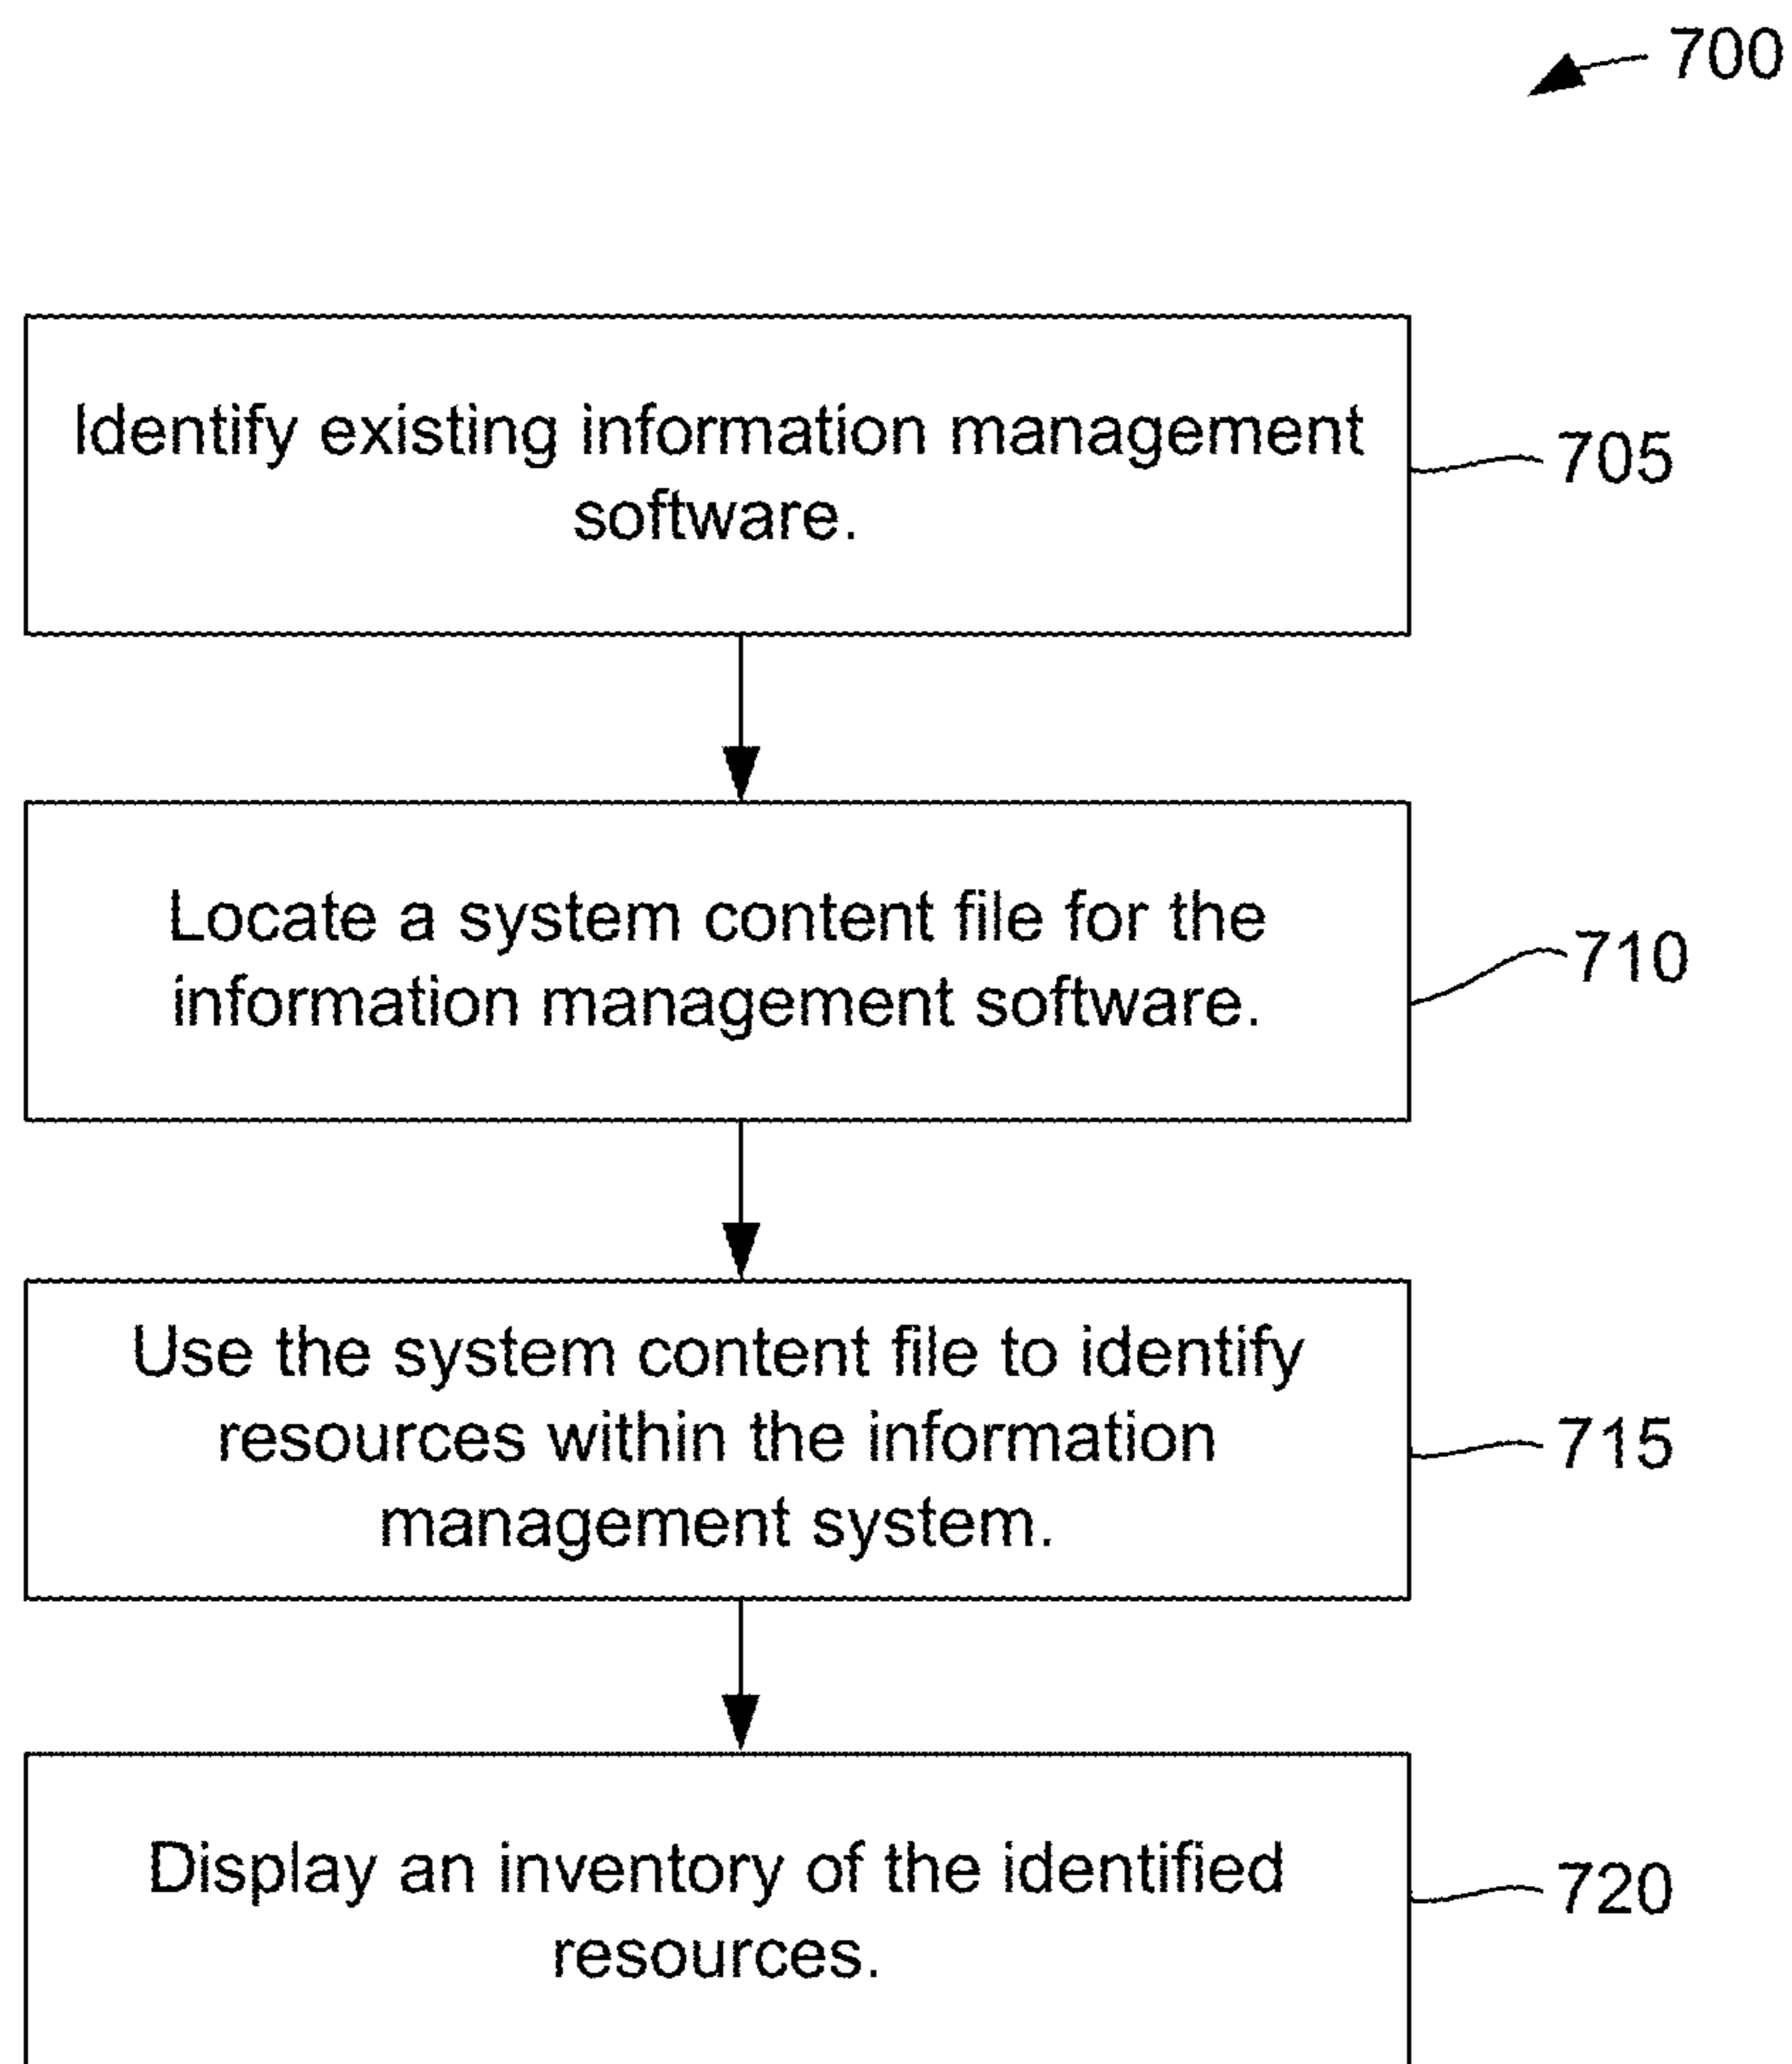 700
Identify existing information management
software.
705
Locate a system content file for the
information management software.
710
Use the system content file to identify
resources within the information
management system.
715
Display an inventory of the identified
resources.
720